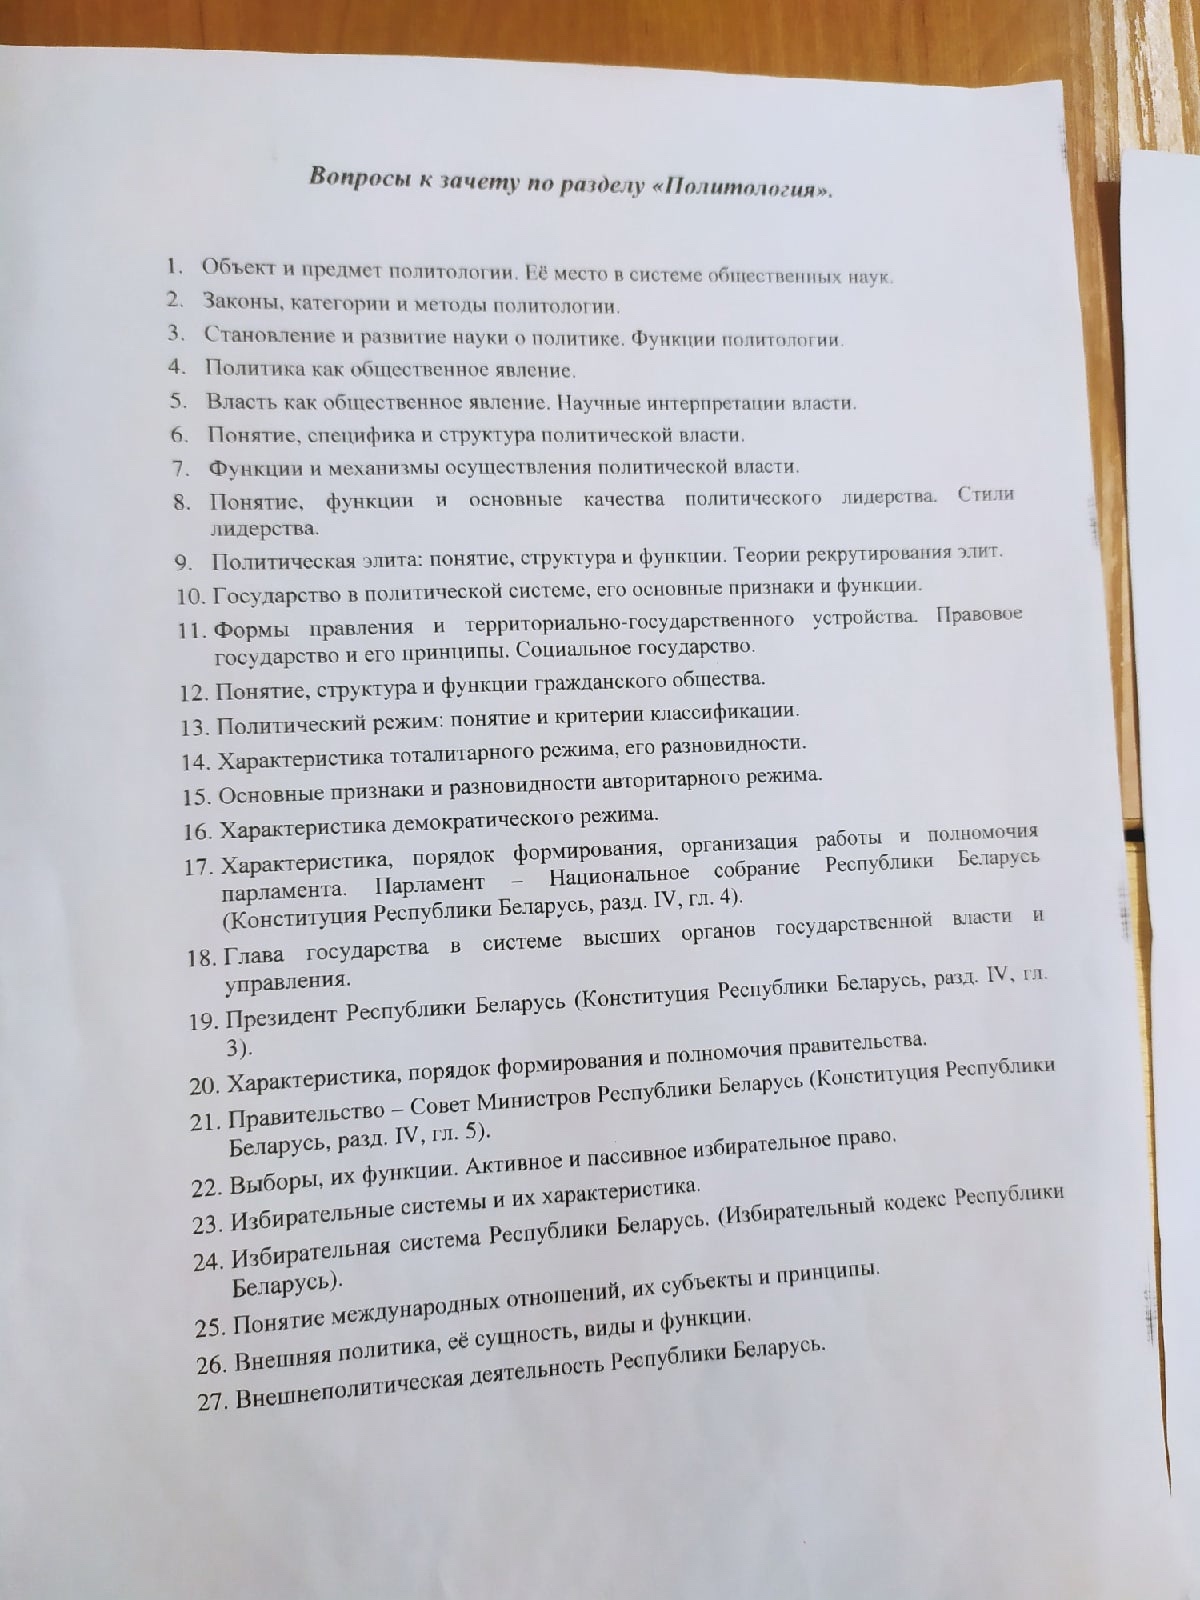 Вопросы к зачету по разделу «Политология».
1. Объект и предмет политологии. Её место в системе общественных наук.
2. Законы, категории и методы политологии.
3. Становление и развитие науки о политике. Функции политологии.
4. Политика как общественное явление.
5. Власть как общественное явление. Научные интерпретации власти.
6. Понятие, специфика и структура политической власти.
7. Функции и механизмы осуществления политической власти.
8. Понятие, функции и основные качества политического лидерства. Стили
лидерства.
9. Политическая элита: понятие, структура и функции. Теории рекрутирования элит.
10. Государство в политической системе, его основные признаки и функции.
11. Формы правления и территориально-государственного устройства. Правовое
государство и его принципы. Социальное государство.
12. Понятие, структура и функции гражданского общества.
13. Политический режим: понятие и критерии классификации.
14. Характеристика тоталитарного режима, его разновидности.
15. Основные признаки и разновидности авторитарного режима.
16. Характеристика демократического режима.
17. Характеристика, порядок формирования, организация работы и полномочия
парламента. Парламент – Национальное собрание Республики Беларусь
(Конституция Республики Беларусь, разд. IV, гл. 4).
18. Глава государства в системе высших органов государственной власти и
управления.
19. Президент Республики Беларусь (Конституция Республики Беларусь, разд. IV, гл.
3).
20. Характеристика, порядок формирования и полномочия правительства.
21. Правительство – Совет Министров Республики Беларусь (Конституция Республики
Беларусь, разд. IV, гл. 5).
22. Выборы, их функции. Активное и пассивное избирательное право.
23. Избирательные системы и их характеристика.
24. Избирательная система Республики Беларусь. (Избирательный кодекс Республики
Беларусь).
25. Понятие международных отношений, их субъекты и принципы.
26. Внешняя политика, её сущность, виды и функции.
27. Внешнеполитическая деятельность Республики Беларусь.